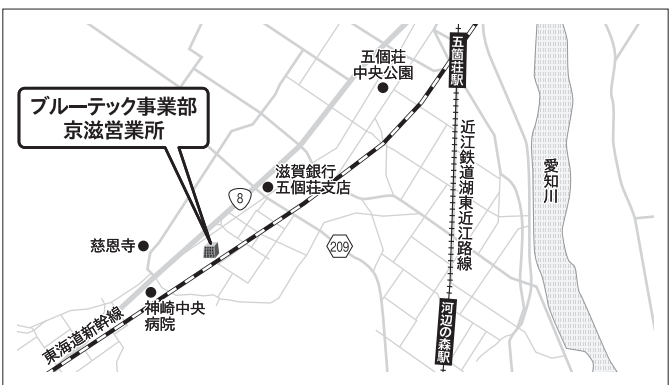 五個荘
中央公園
五箇荘駅
ブルーテック事業部
京滋営業所
近江鉄道湖東近江路線
愛知川
滋賀銀行
五個荘支店
8
209
慈恩寺
神崎中央
病院
河辺の森駅
東海道新幹線